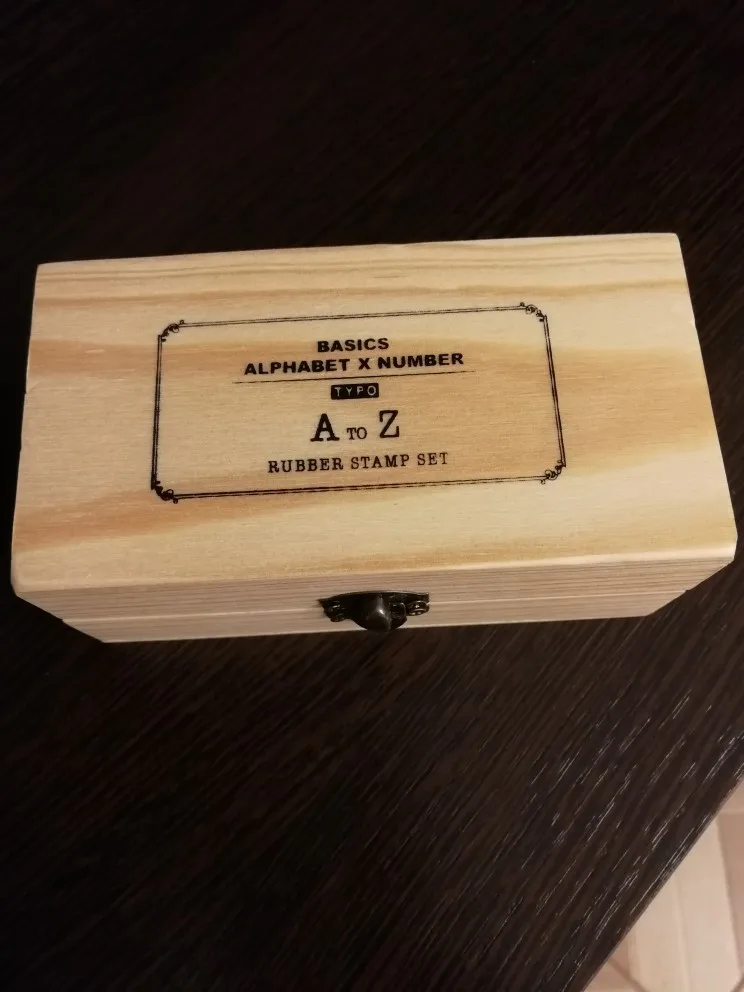 BASICS
ALPHABET X NUMBER
TYPO
A TO Z
RUBBER STAMP SET